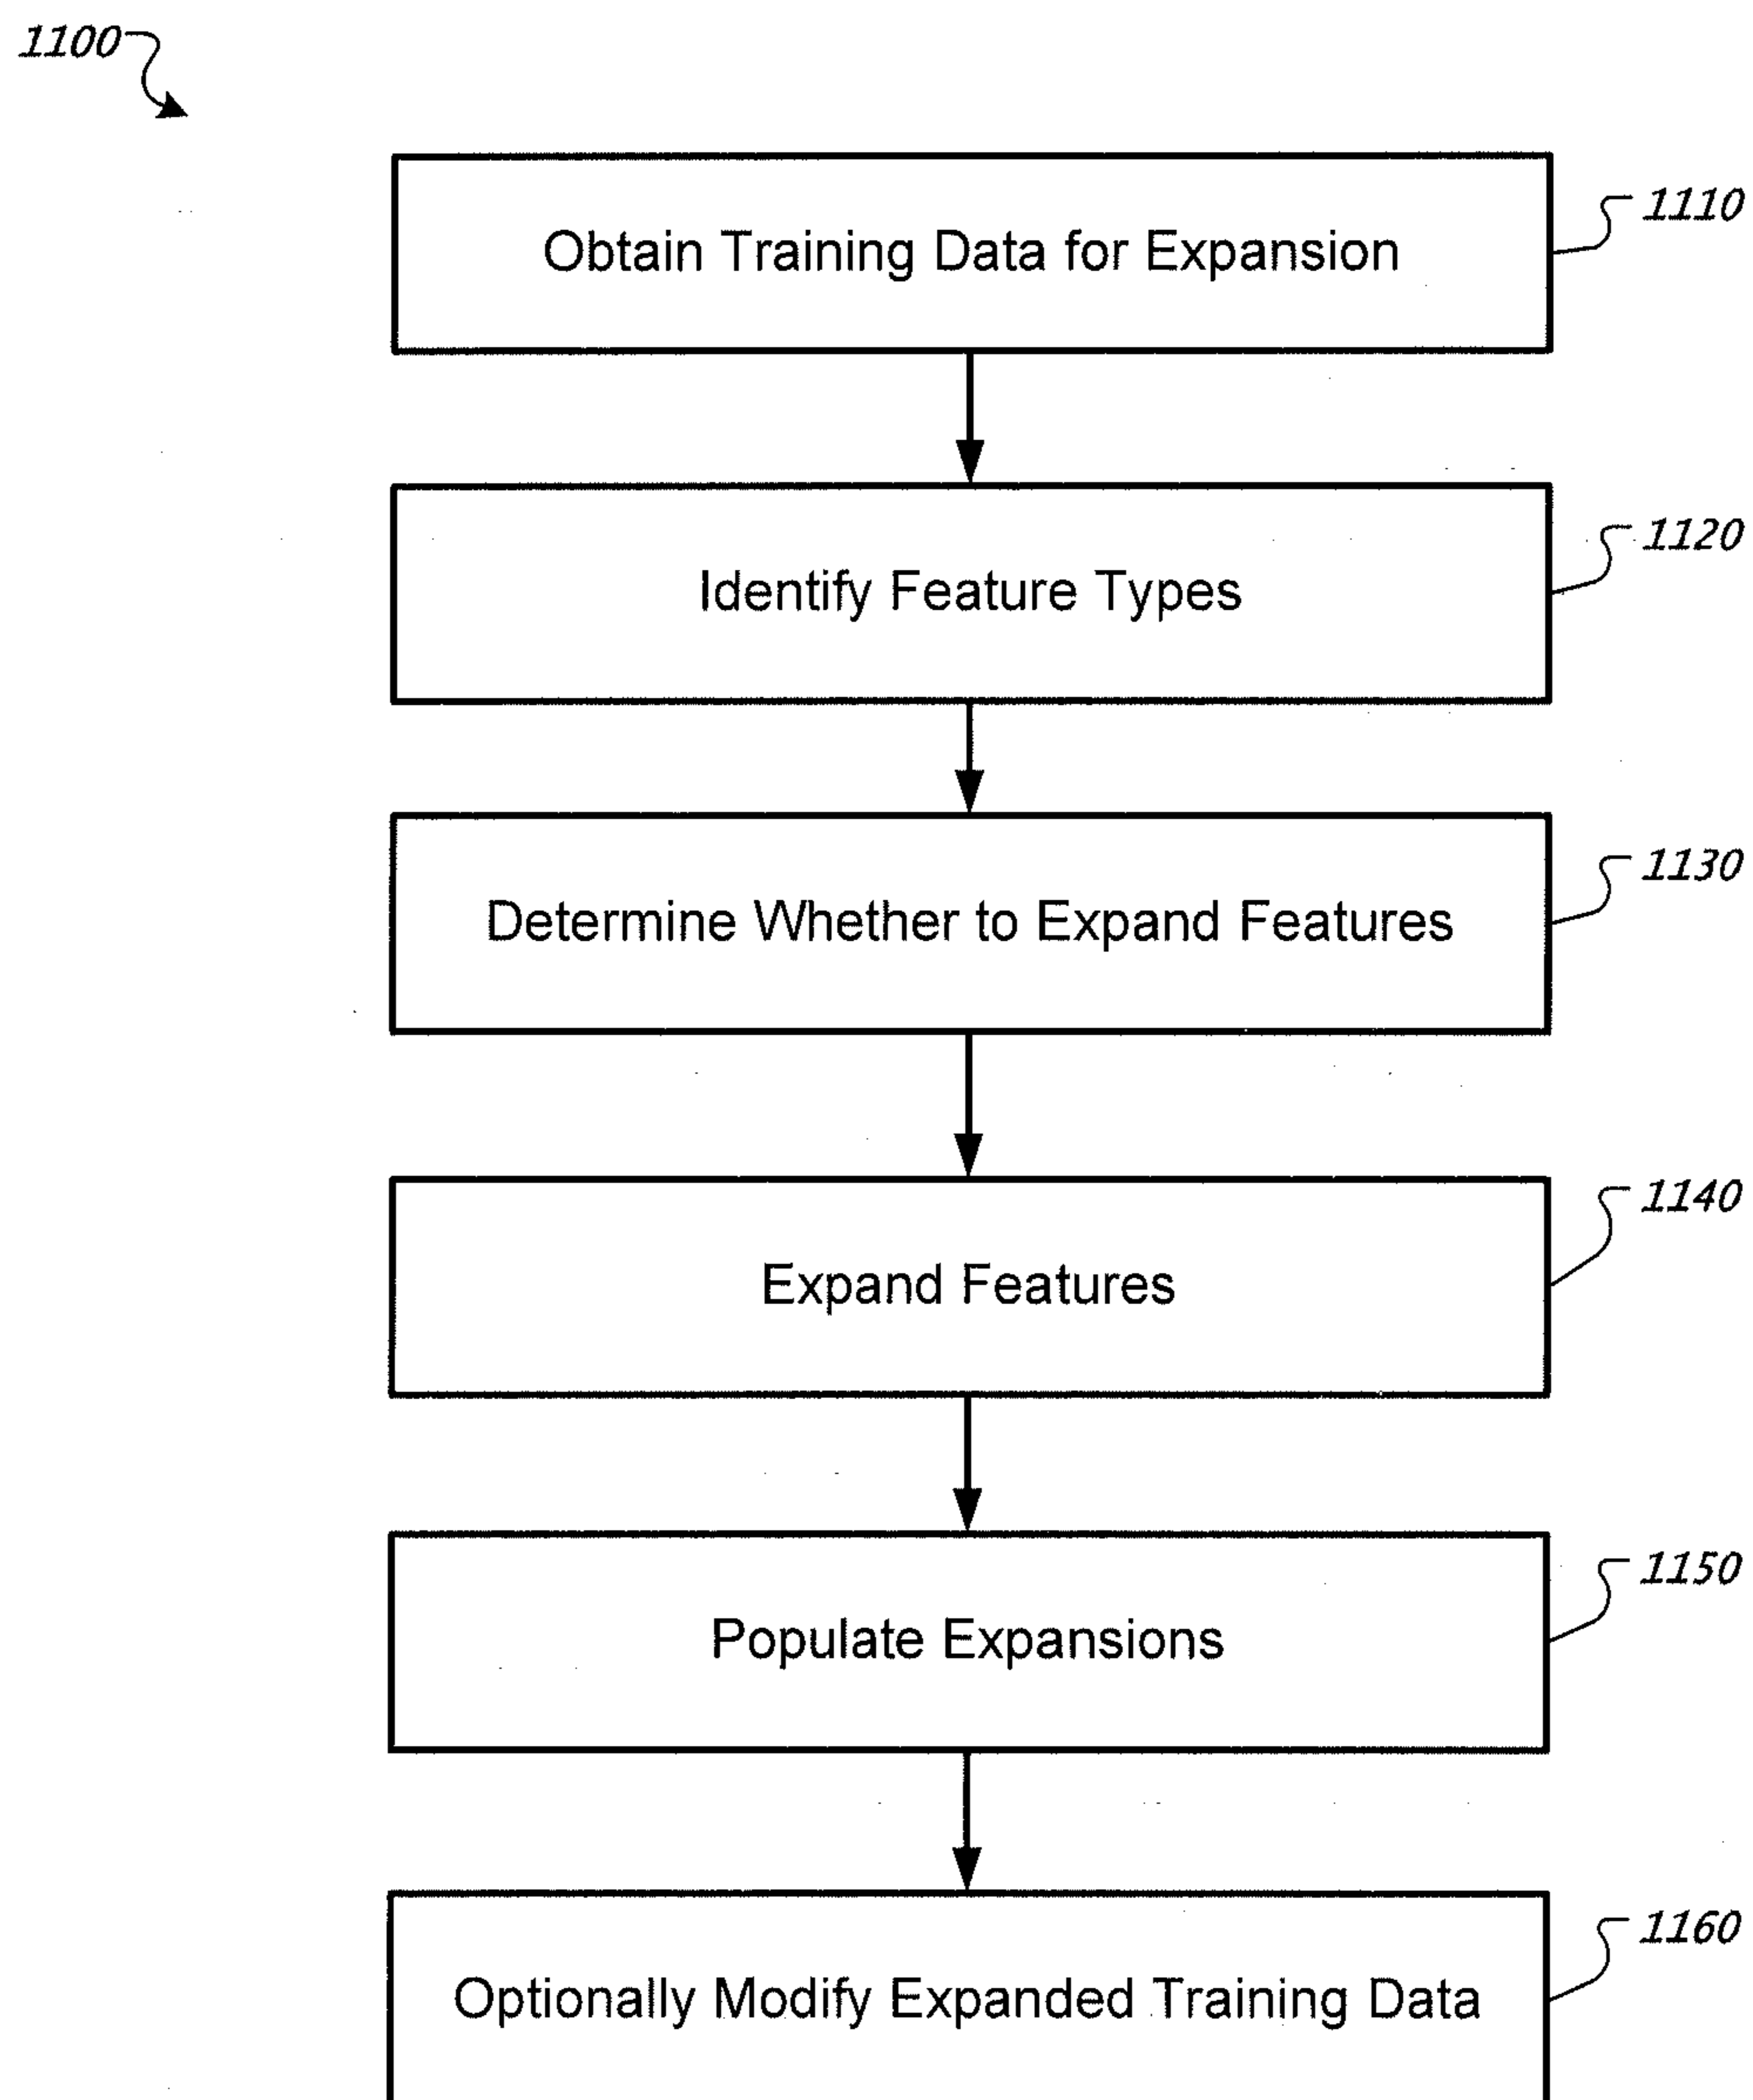 1100
Obtain Training Data for Expansion
1110
Identify Feature Types
1120
Determine Whether to Expand Features
1130
Expand Features
1140
Populate Expansions
1150
Optionally Modify Expanded Training Data
1160